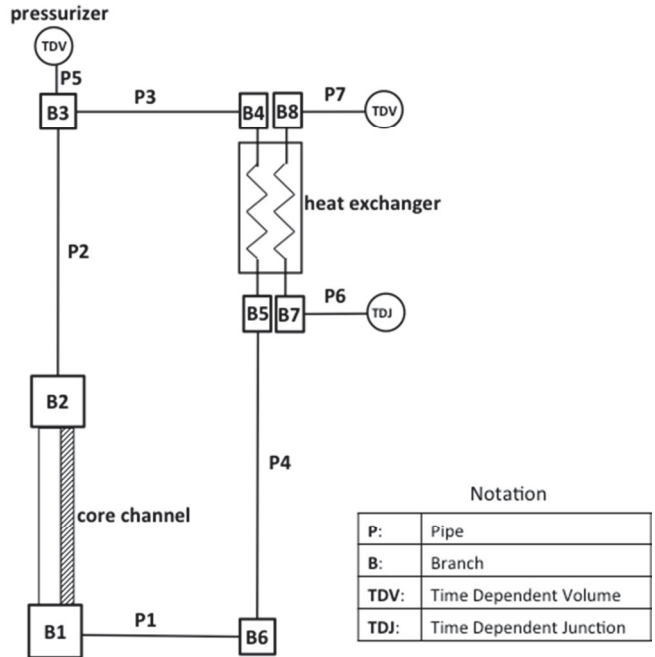 pressurizer
TDV
P5
B3
P3
B4
B8
P7
TDV
heat exchanger
P2
B5
B7
P6
TDJ
B2
P4
core channel
B1
P1
B6
Notation
P: Pipe
B: Branch
TDV: Time Dependent Volume
TDJ: Time Dependent Junction